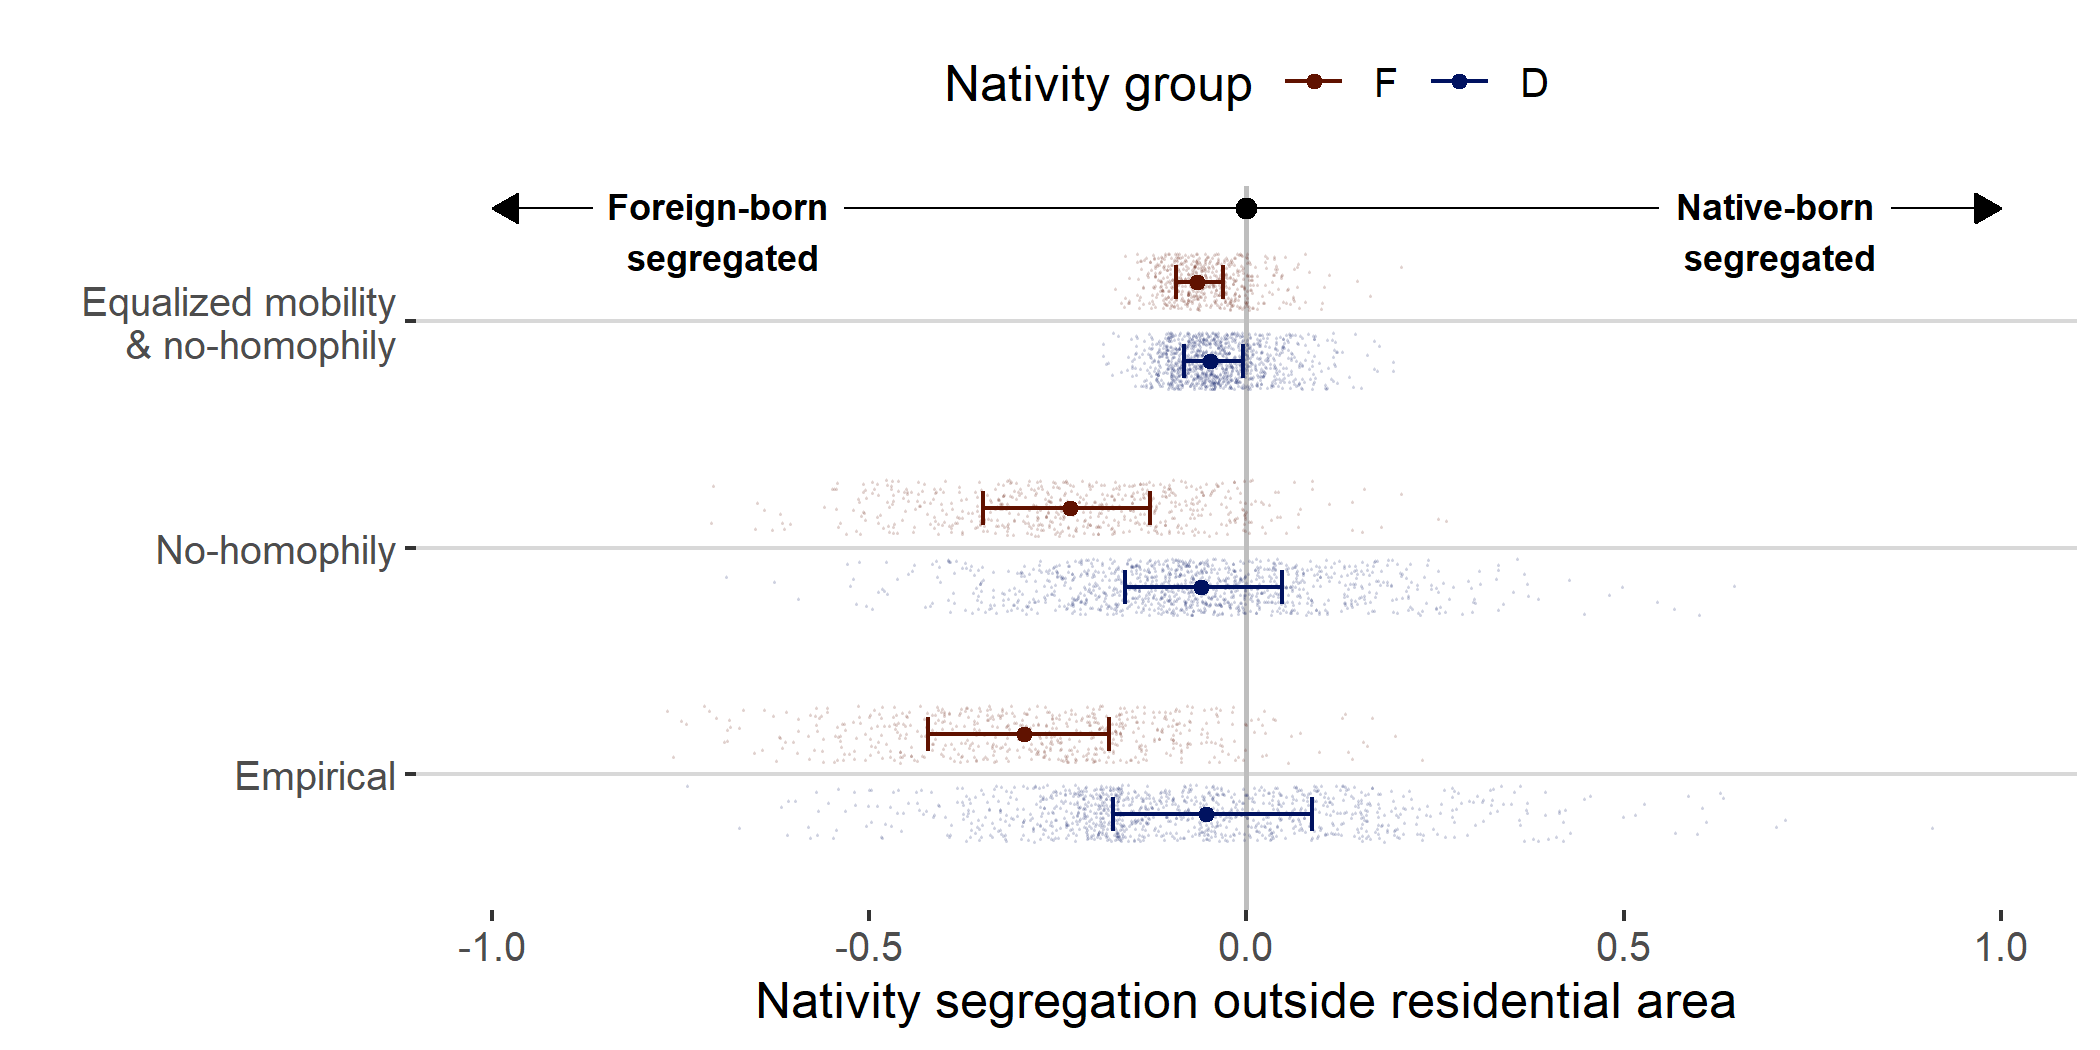 Nativity group F D
Foreign-born Native-born
segregated segregated
Equalized mobility
& no-homophily
No-homophily
Empirical
-1.0 -0.5 0.0 0.5 1.0
Nativity segregation outside residential area